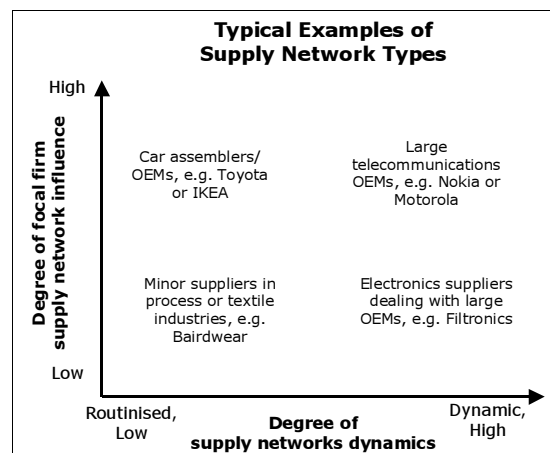 Typical Examples of
Supply Network Types
High
Degree of focal firm
supply network influence
Car assemblers/
OEMs, e.g. Toyota
or IKEA
Large
telecommunications
OEMs, e.g. Nokia or
Motorola
Minor suppliers in
process or textile
industries, e.g.
Bairdwear
Electronics suppliers
dealing with large
OEMs, e.g. Filtronics
Low
Routinised,
Low
Degree of
supply networks dynamics
Dynamic,
High